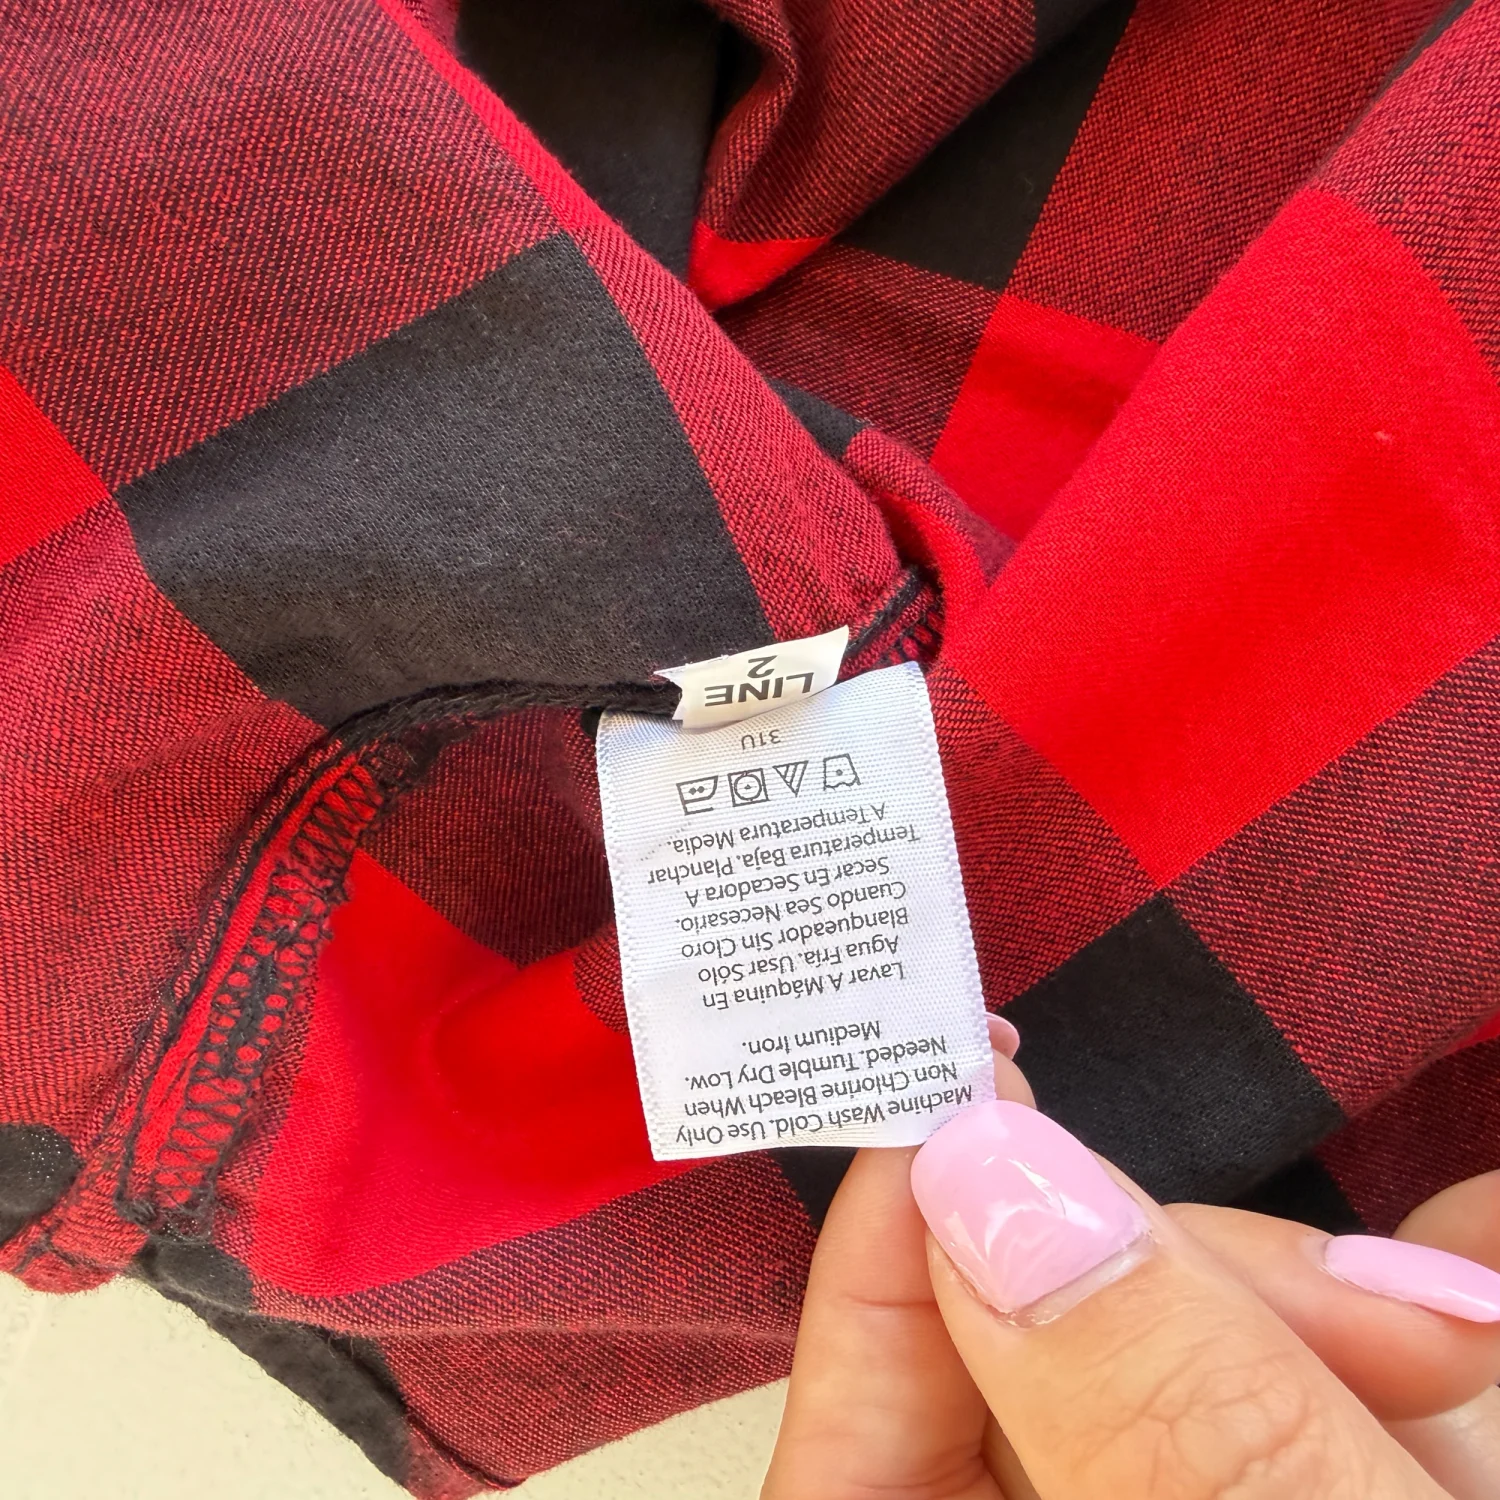 Machine Wash Cold. Use Only
Non Chlorine Bleach When
Needed. Tumble Dry Low.
Medium Iron.
Lavar A Máquina En
Agua Fría. Usar Sólo
Blanqueador Sin Cloro
Cuando Sea Necesario.
Secar En Secadora A
Temperatura Baja. Planchar
A Temperatura Media.
31U
LINE
2